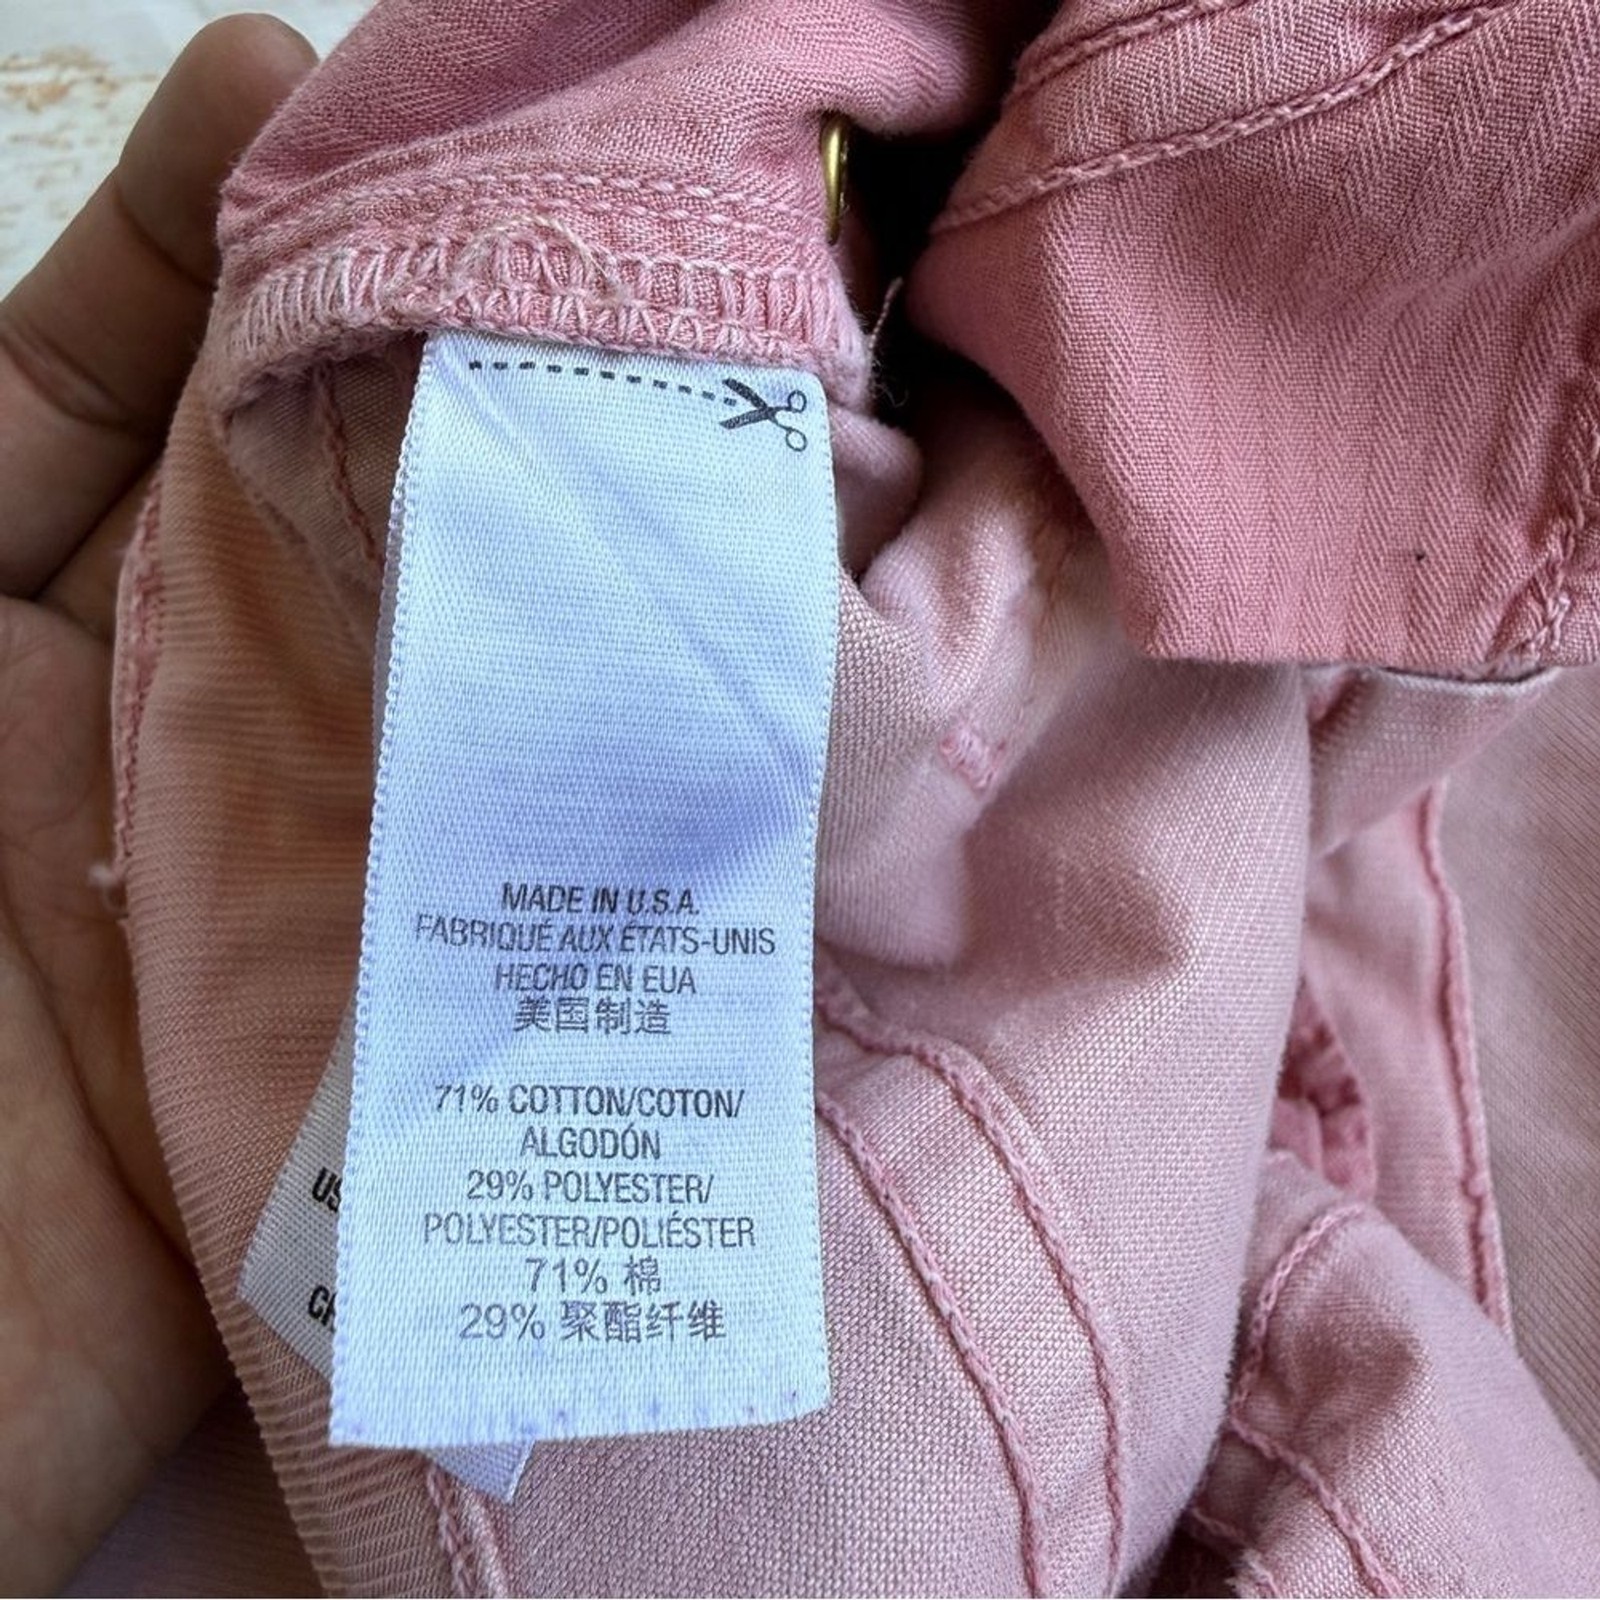 MADE IN U.S.A.
FABRIQUÉ AUX ÉTATS-UNIS
HECHO EN EUA
美国制造
71% COTTON/COTON/
ALGODÓN
29% POLYESTER/
POLYESTER/POLIÉSTER
71% 棉
29% 聚酯纤维